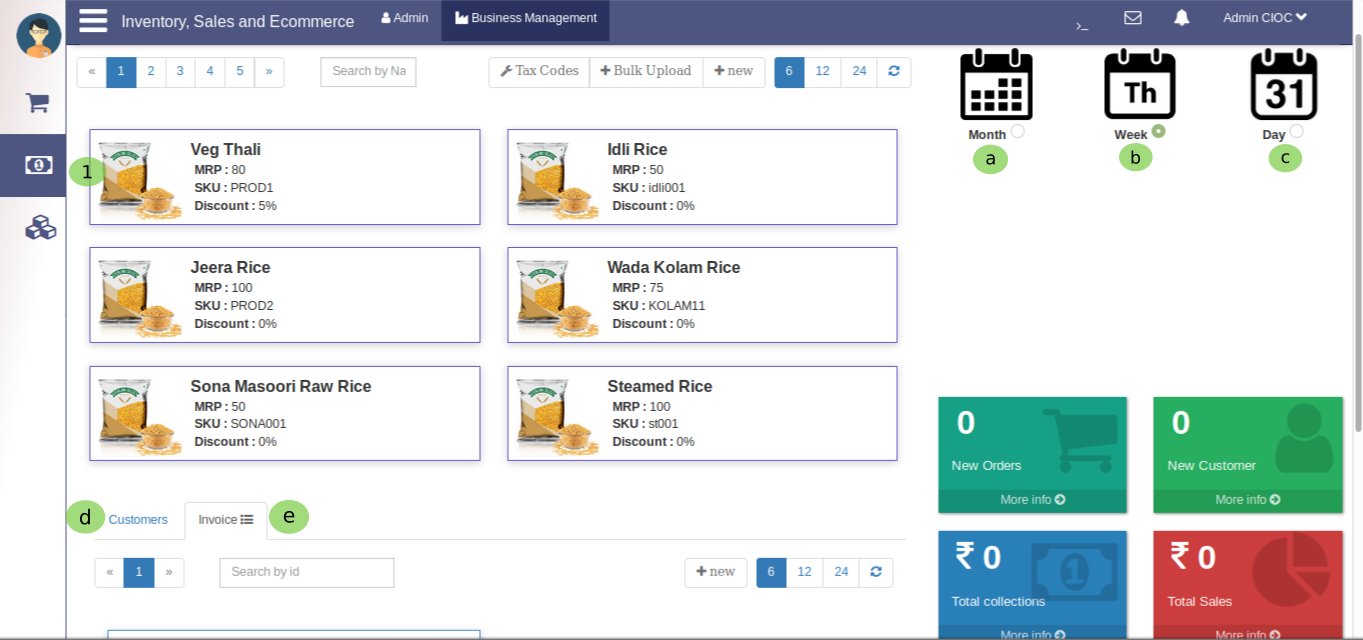 Inventory, Sales and Ecommerce Admin Business Management >_ Admin CIOC
« 1 2 3 4 5 » Search by Na Tax Codes + Bulk Upload + new 6 12 24
Th 31
Month Week Day
a b c
1
Veg Thali
MRP : 80
SKU : PROD1
Discount : 5%
Idli Rice
MRP : 50
SKU : idli001
Discount : 0%
Jeera Rice
MRP : 100
SKU : PROD2
Discount : 0%
Wada Kolam Rice
MRP : 75
SKU : KOLAM11
Discount : 0%
Sona Masoori Raw Rice
MRP : 50
SKU : SONA001
Discount : 0%
Steamed Rice
MRP : 100
SKU : st001
Discount : 0%
0
New Orders
More info
0
New Customer
More info
d Customers Invoice e
« 1 » Search by id + new 6 12 24
₹ 0
Total collections
More info
₹ 0
Total Sales
More info